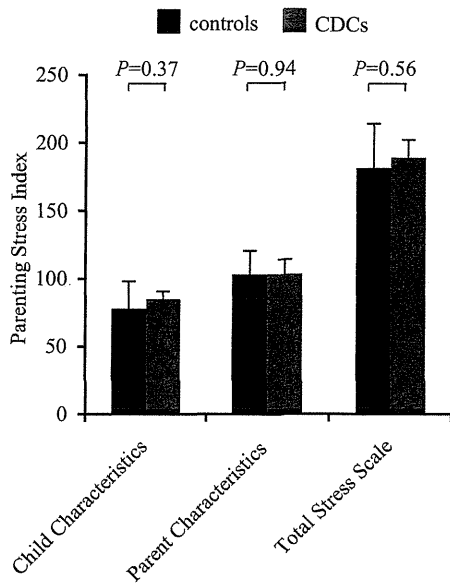 controls CDCs
P=0.37 P=0.94 P=0.56
Parenting Stress Index
250
200
150
100
50
0
Child Characteristics
Parent Characteristics
Total Stress Scale